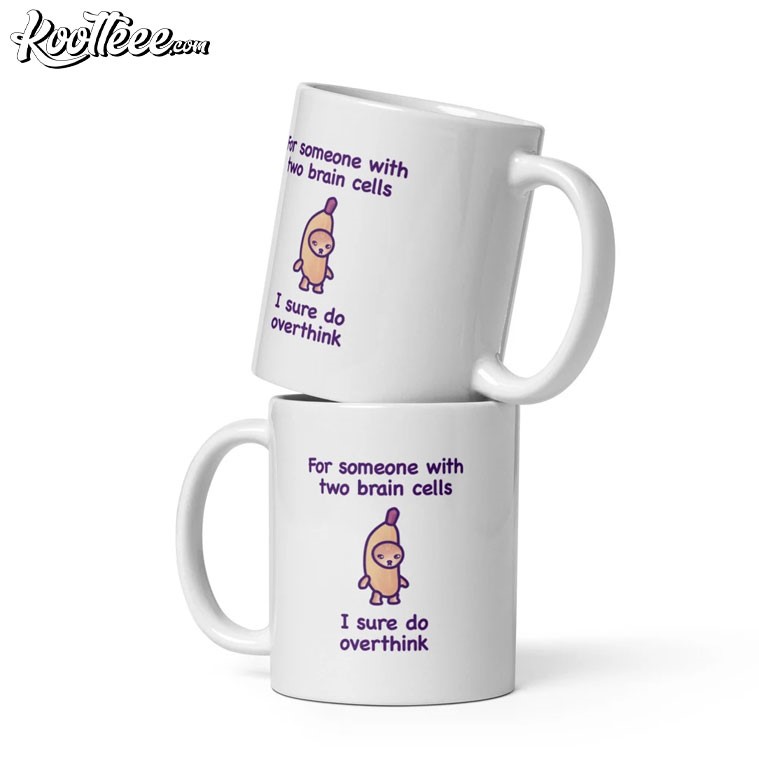 Koolteee.com
For someone with
two brain cells
I sure do
overthink
For someone with
two brain cells
I sure do
overthink